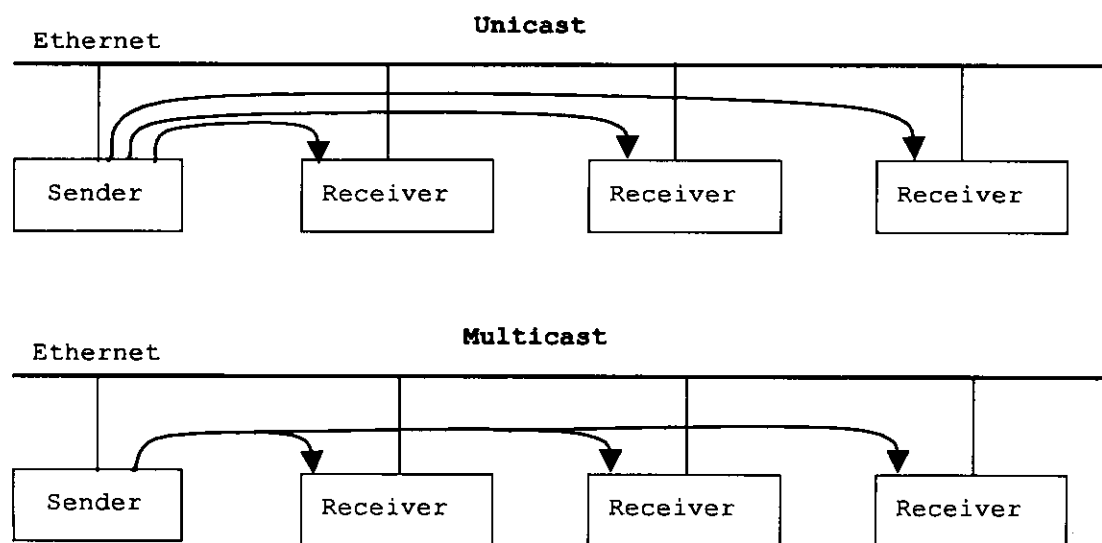 Unicast
Ethernet
Sender
Receiver
Receiver
Receiver
Multicast
Ethernet
Sender
Receiver
Receiver
Receiver